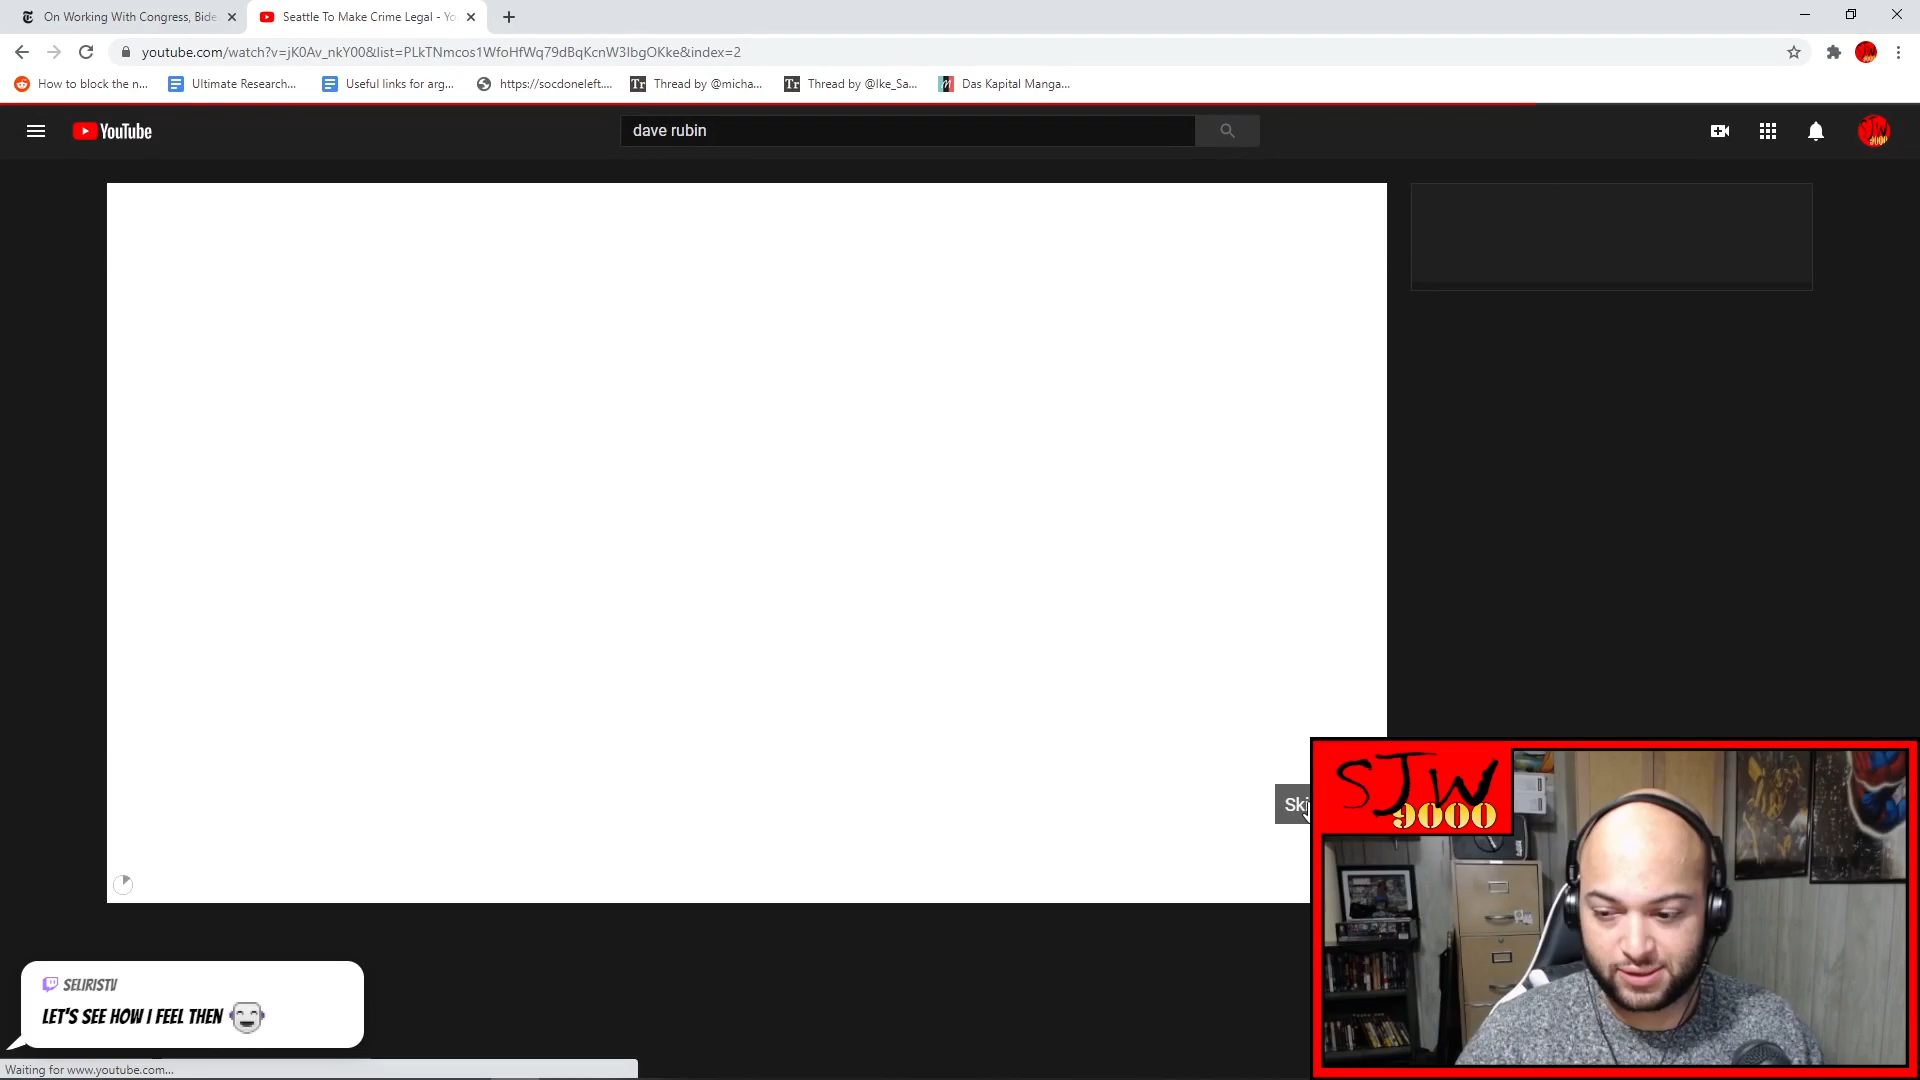 On Working With Congress, Bide
Seattle To Make Crime Legal - Yo
youtube.com/watch?v=jK0Av_nkY00&list=PLkTNmcos1WfoHfWq79dBqKcnW3IbgOKke&index=2
How to block the n...
Ultimate Research...
Useful links for arg...
https://socdoneleft....
Thread by @micha...
Thread by @Ike_Sa...
Das Kapital Manga...
YouTube
dave rubin
Ski
SJW
9000
SELIRISTV
LET'S SEE HOW I FEEL THEN
Waiting for www.youtube.com...